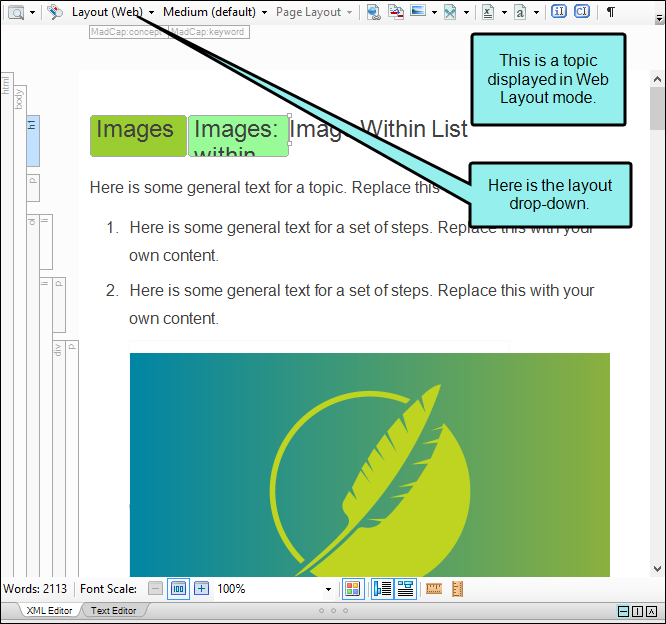 Layout (Web) Medium (default) Page Layout
MadCap:concept MadCap:keyword
This is a topic
displayed in Web
Layout mode.
html
body
h1
Images Images: Image Within List
within
Here is the layout
drop-down.
p
Here is some general text for a topic. Replace this
ol
li
1. Here is some general text for a set of steps. Replace this with your
own content.
li
p
2. Here is some general text for a set of steps. Replace this with your
own content.
div
p
Words: 2113 Font Scale: 100 100%
XML Editor Text Editor